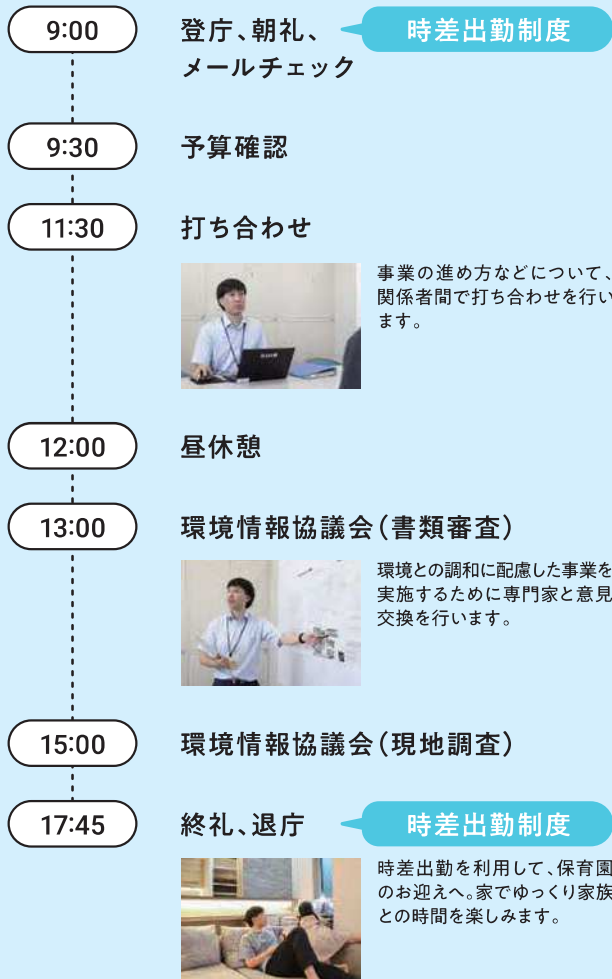 9:00
登庁、朝礼、
メールチェック
時差出勤制度
9:30
予算確認
11:30
打ち合わせ
事業の進め方などについて、
関係者間で打ち合わせを行い
ます。
12:00
昼休憩
13:00
環境情報協議会（書類審査）
環境との調和に配慮した事業を
実施するために専門家と意見
交換を行います。
15:00
環境情報協議会（現地調査）
17:45
終礼、退庁
時差出勤制度
時差出勤を利用して、保育園
のお迎えへ。家でゆっくり家族
との時間を楽しみます。